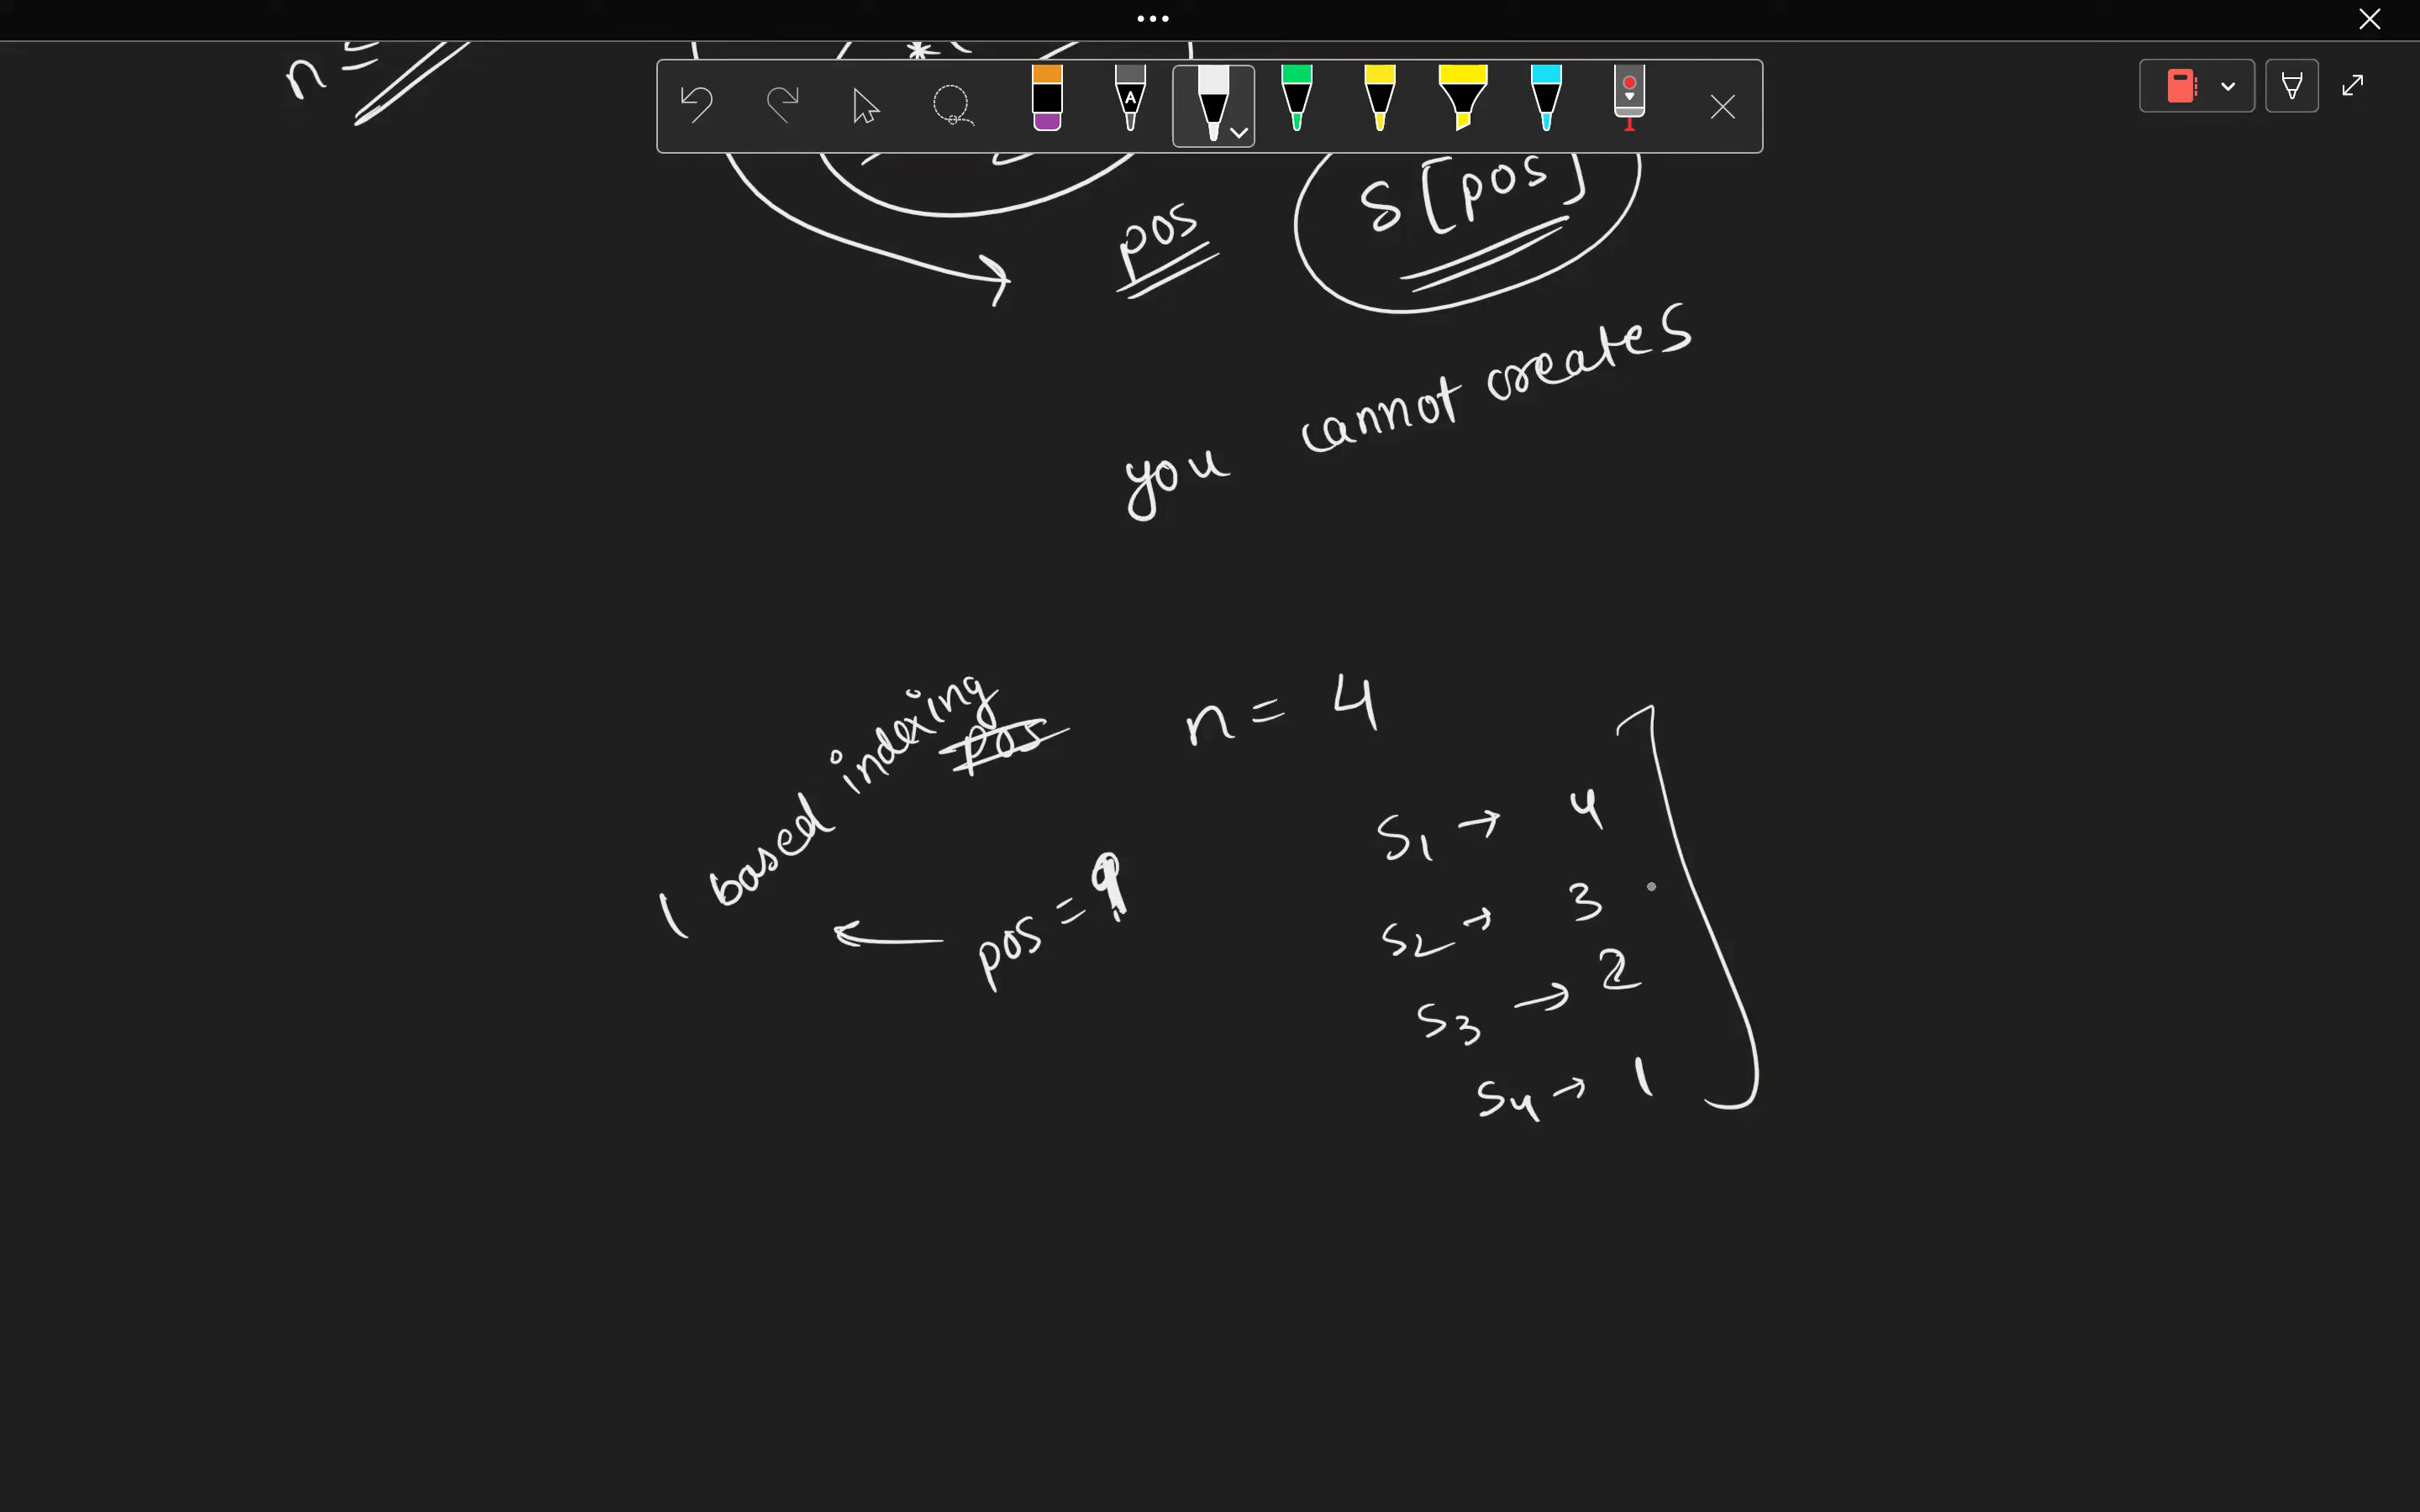 n=
pos
s[pos]
you cannot creates
1 based indexing
pos
n = 4
s1 → 4
pos = 9
s2 → 3
s3 → 2
s4 → 1